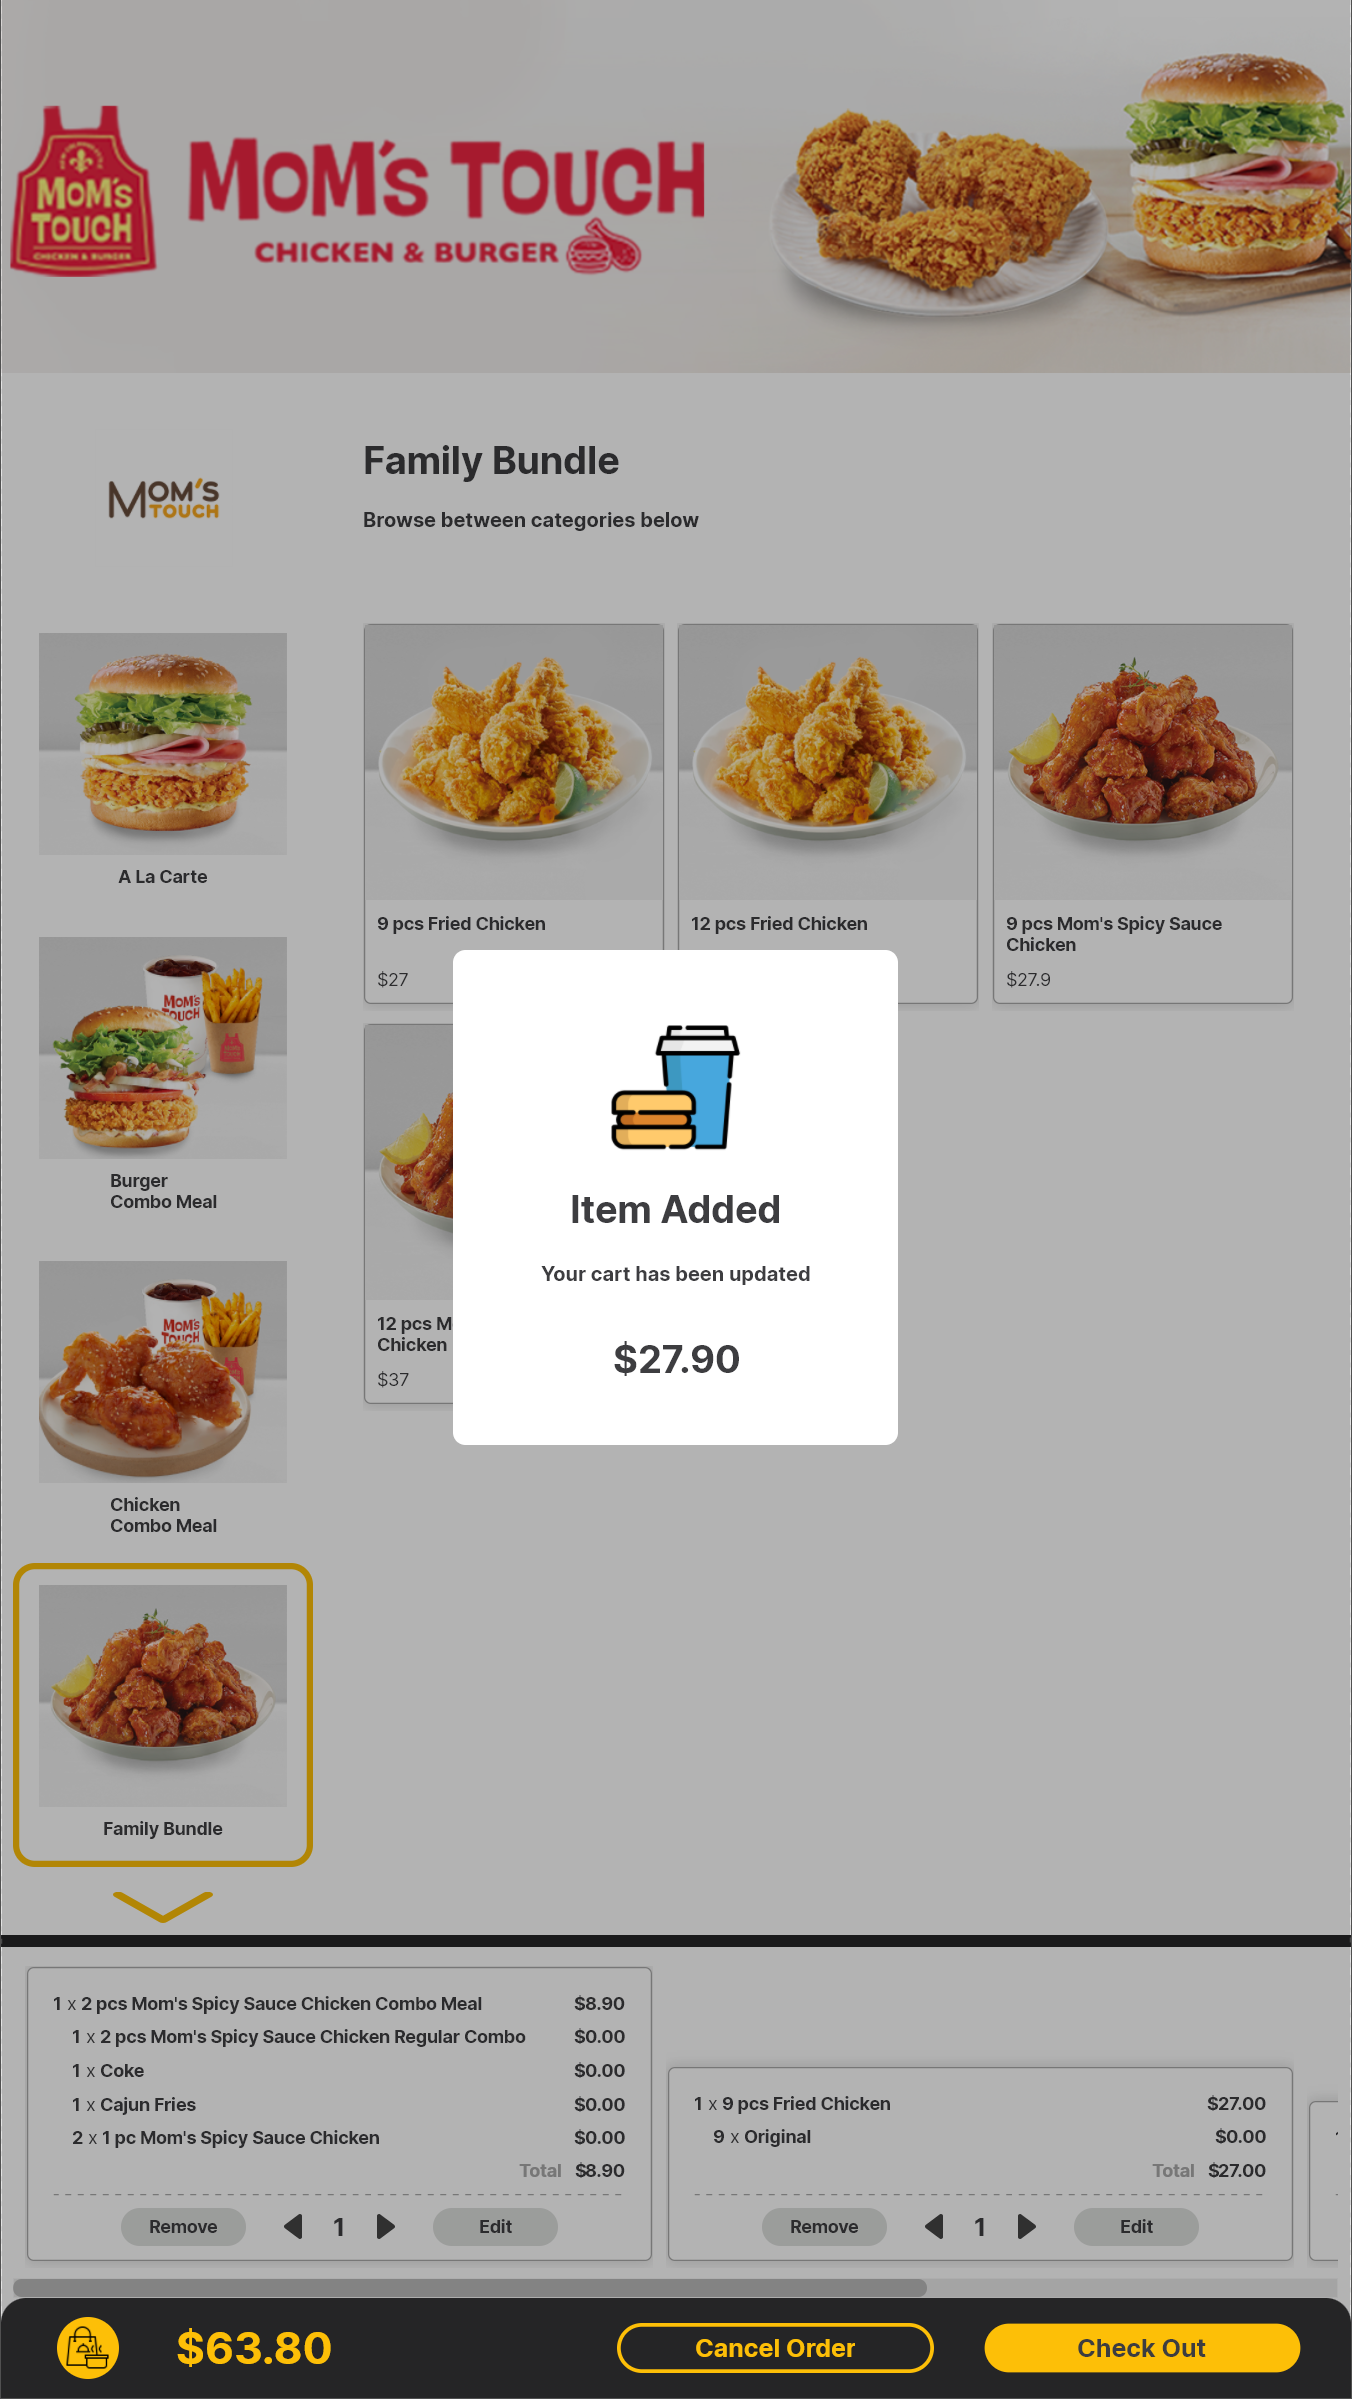 MOM'S
TOUCH
CHICKEN & BURGER
MOM'S TOUCH
CHICKEN & BURGER
MOM'S
TOUCH
Family Bundle
Browse between categories below
A La Carte
MOM'S
TOUCH
Burger
Combo Meal
MOM'S
TOUCH
Chicken
Combo Meal
Family Bundle
9 pcs Fried Chicken
$27
12 pcs Fried Chicken
9 pcs Mom's Spicy Sauce
Chicken
$27.9
12 pcs M
Chicken
$37
Item Added
Your cart has been updated
$27.90
1 x 2 pcs Mom's Spicy Sauce Chicken Combo Meal $8.90
1 x 2 pcs Mom's Spicy Sauce Chicken Regular Combo $0.00
1 x Coke $0.00
1 x Cajun Fries $0.00
2 x 1 pc Mom's Spicy Sauce Chicken $0.00
Total $8.90
Remove 1 Edit
1 x 9 pcs Fried Chicken $27.00
9 x Original $0.00
Total $27.00
Remove 1 Edit
$63.80
Cancel Order
Check Out